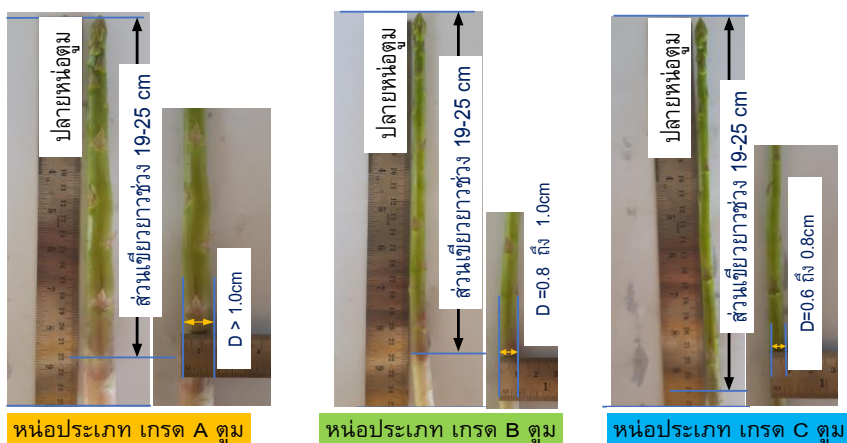 ปลายหน่อตูม
ส่วนเขียวยาวช่วง 19-25 cm
D > 1.0cm
หน่อประเภท เกรด A ตูม
ปลายหน่อตูม
ส่วนเขียวยาวช่วง 19-25 cm
D =0.8 ถึง 1.0cm
หน่อประเภท เกรด B ตูม
ปลายหน่อตูม
ส่วนเขียวยาวช่วง 19-25 cm
D=0.6 ถึง 0.8cm
หน่อประเภท เกรด C ตูม